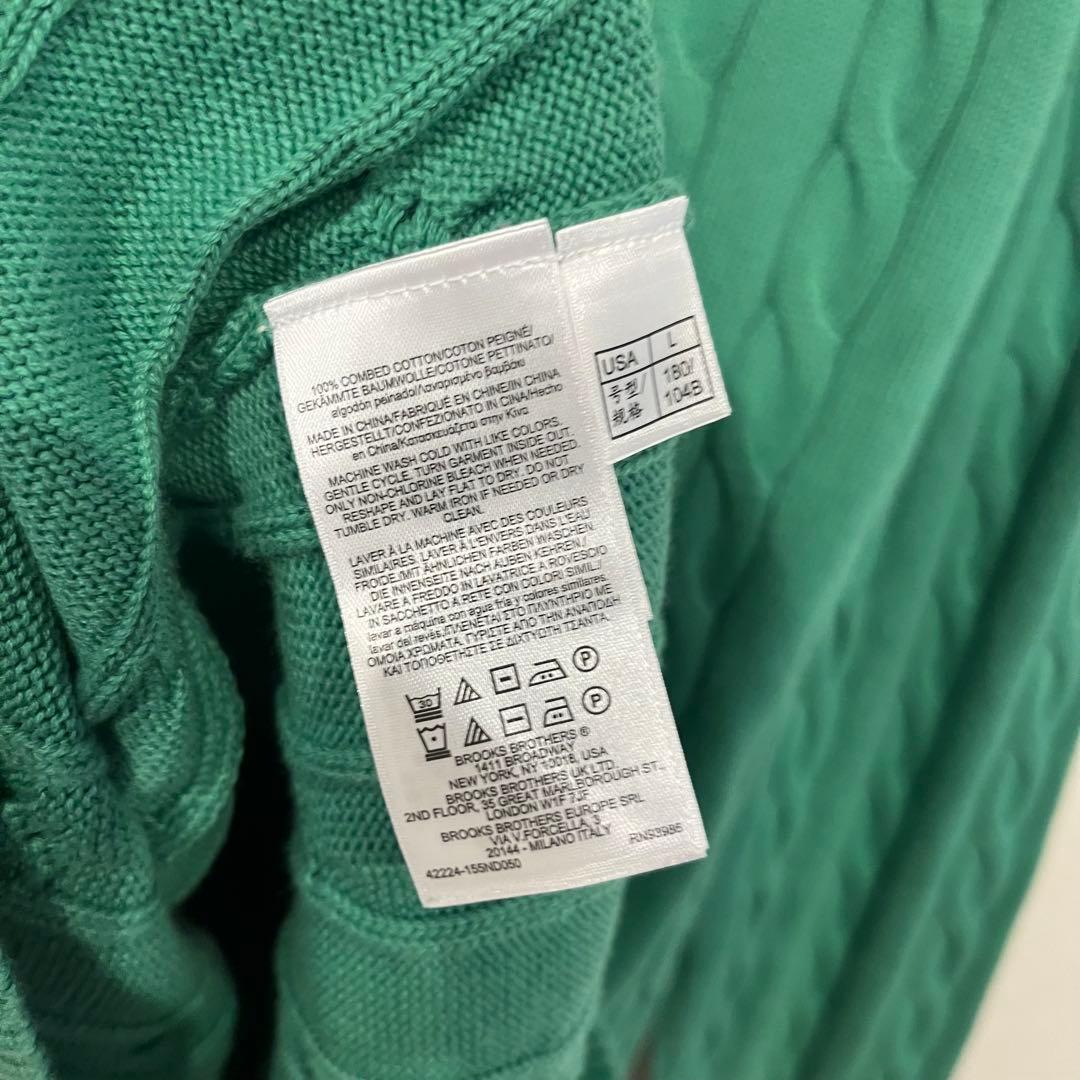 100% COMBED COTTON/COTON PEIGNÉ/
GEKÄMMTE BAUMWOLLE/COTONE PETTINATO/
algodón peinado/Λαναρισμένο βαμβάκι
MADE IN CHINA/FABRIQUÉ EN CHINE/IN CHINA
HERGESTELLT/CONFEZIONATO IN CINA/Hecho
en China/Κατασκευάζεται στην Κίνα
MACHINE WASH COLD WITH LIKE COLORS,
GENTLE CYCLE. TURN GARMENT INSIDE OUT.
ONLY NON-CHLORINE BLEACH WHEN NEEDED.
RESHAPE AND LAY FLAT TO DRY. DO NOT
TUMBLE DRY. WARM IRON IF NEEDED OR DRY
CLEAN.
LAVER À LA MACHINE AVEC DES COULEURS
SIMILAIRES. LAVER À L'ENVERS DANS L'EAU
FROIDE./MIT ÄHNLICHEN FARBEN WASCHEN
DIE INNENSEITE NACH AUßEN KEHREN./
LAVARE A FREDDO IN LAVATRICE A ROVESCIO
IN SACCHETTO A RETE CON COLORI SIMIL./
lavar a máquina con agua fría y colores similares.
lavar del revés./ΠΛΕΝΕΤΑΙ ΣΤΟ ΠΛΥΝΤΗΡΙΟ ΜΕ
ΟΜΟΙΑ ΧΡΩΜΑΤΑ. ΓΥΡΙΣΤΕ ΑΠΟ ΤΗΝ ΑΝΑΠΟΔΗ
ΚΑΙ ΤΟΠΟΘΕΤΗΣΤΕ ΣΕ ΔΙΧΤΥΩΤΗ ΤΣΑΝΤΑ.
30 P
P
BROOKS BROTHERS ®
1411 BROADWAY
NEW YORK, NY 10018, USA
BROOKS BROTHERS UK LTD
2ND FLOOR, 35 GREAT MARLBOROUGH ST.,
LONDON W1F 7JF
BROOKS BROTHERS EUROPE SRL
VIA V.FORCELLA, 3
20144 - MILANO ITALY
42224-155ND050 RN93986
USA L
号型/ 180/
规格 104B